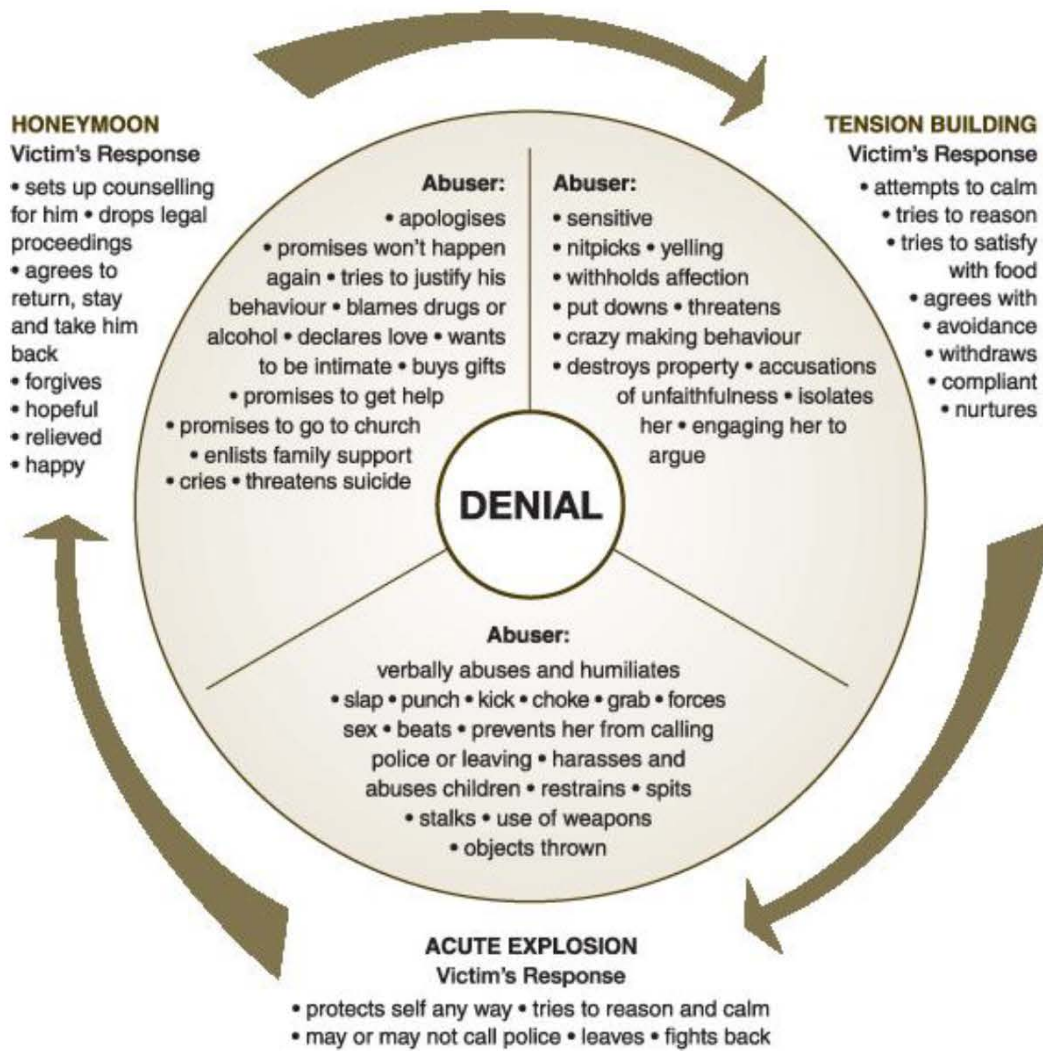 HONEYMOON
Victim's Response
• sets up counselling
for him • drops legal
proceedings
• agrees to
return, stay
and take him
back
• forgives
• hopeful
• relieved
• happy
Abuser:
• apologises
• promises won't happen
again • tries to justify his
behaviour • blames drugs or
alcohol • declares love • wants
to be intimate • buys gifts
• promises to get help
• promises to go to church
• enlists family support
• cries • threatens suicide
Abuser:
• sensitive
• nitpicks • yelling
• withholds affection
• put downs • threatens
• crazy making behaviour
• destroys property • accusations
of unfaithfulness • isolates
her • engaging her to
argue
TENSION BUILDING
Victim's Response
• attempts to calm
• tries to reason
• tries to satisfy
with food
• agrees with
• avoidance
• withdraws
• compliant
• nurtures
DENIAL
Abuser:
verbally abuses and humiliates
• slap • punch • kick • choke • grab • forces
sex • beats • prevents her from calling
police or leaving • harasses and
abuses children • restrains • spits
• stalks • use of weapons
• objects thrown
ACUTE EXPLOSION
Victim's Response
• protects self any way • tries to reason and calm
• may or may not call police • leaves • fights back